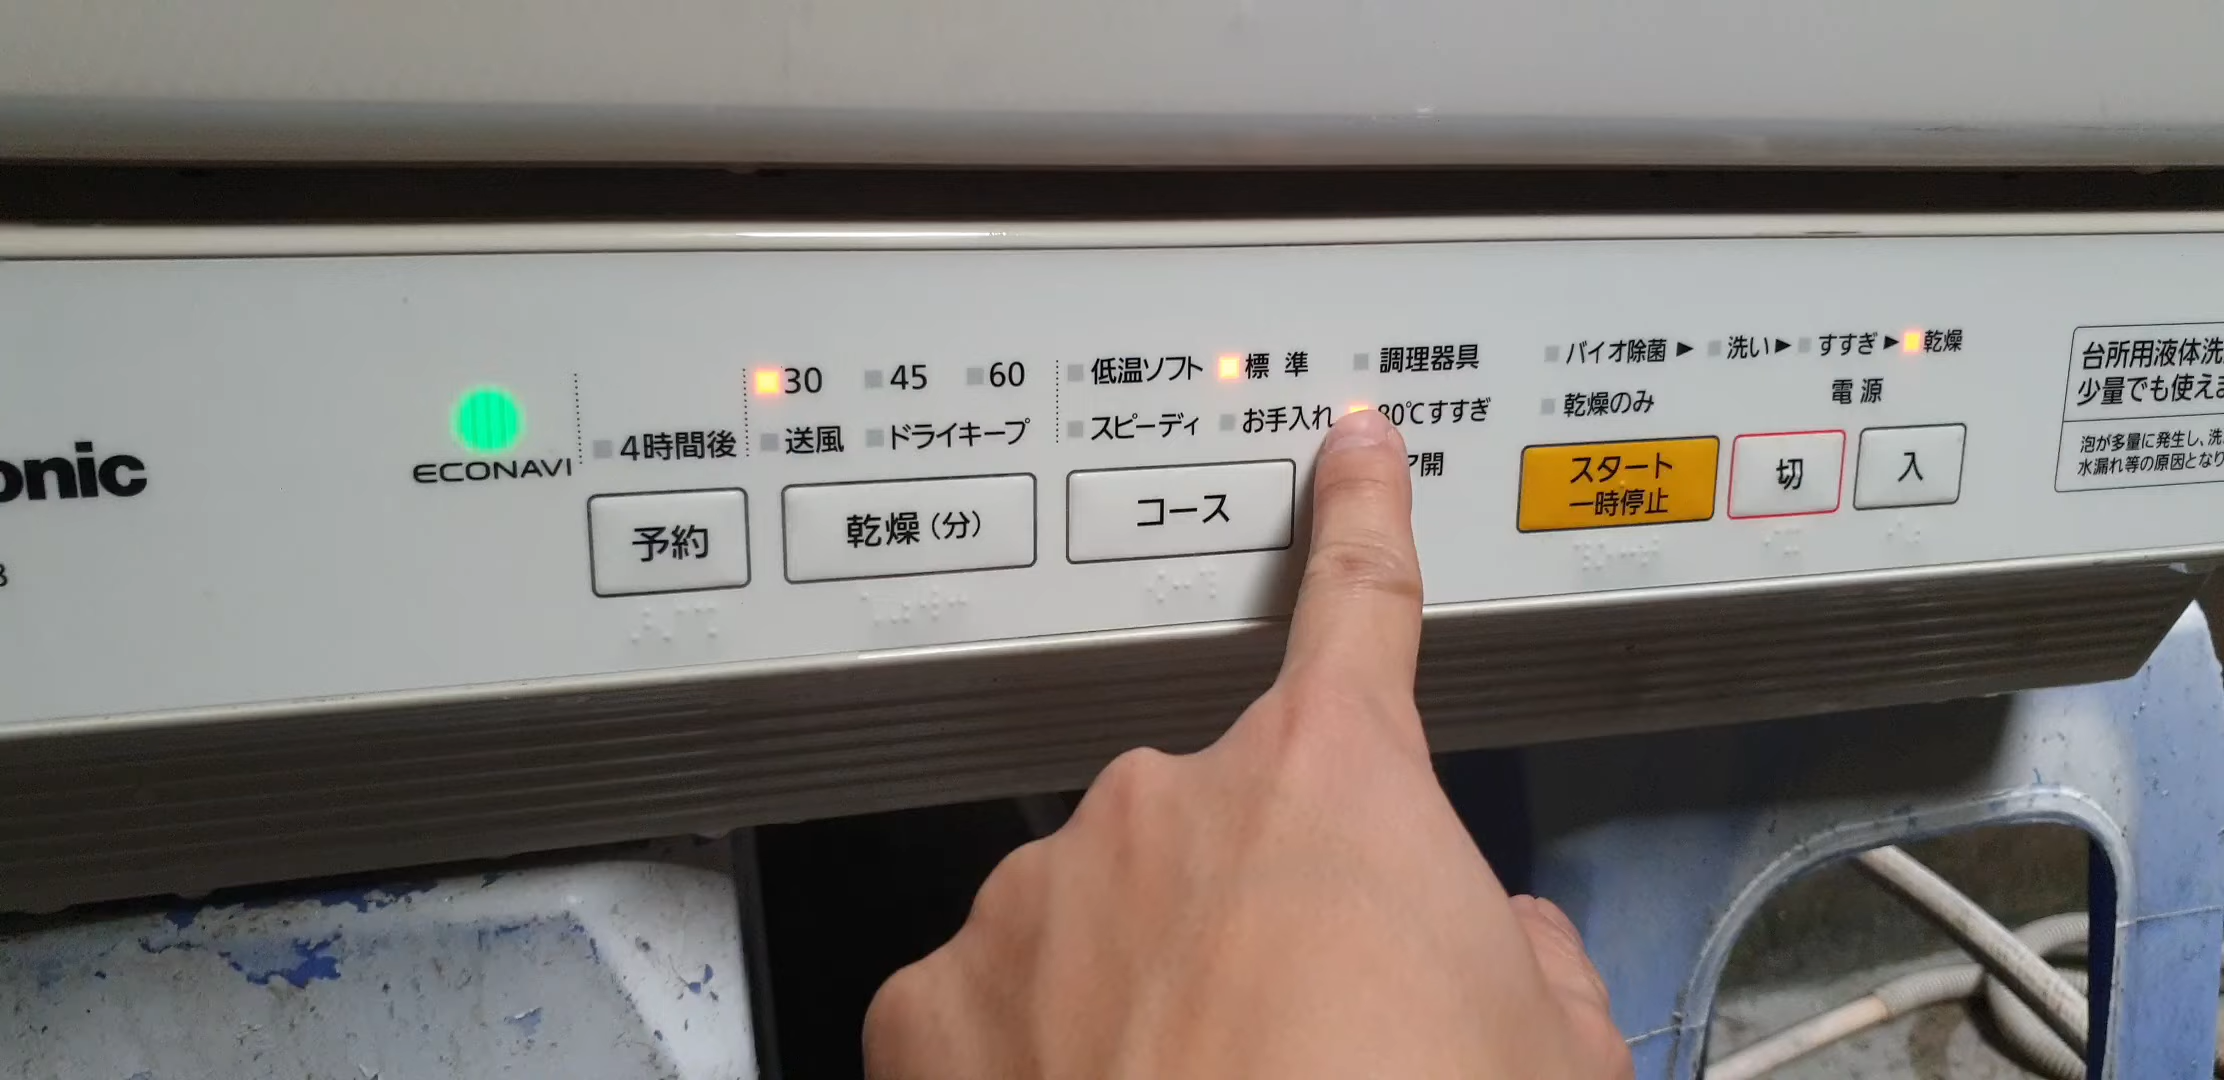 onic
ECONAVI
4時間後
30 45 60
送風 ドライキープ
低温ソフト 標準 調理器具
スピーディ お手入れ 80℃すすぎ
開
バイオ除菌▶ 洗い▶ すすぎ▶ 乾燥
乾燥のみ
電源
予約
乾燥(分)
コース
スタート
一時停止
切
入
台所用液体洗
少量でも使えま
泡が多量に発生し、洗
水漏れ等の原因となり